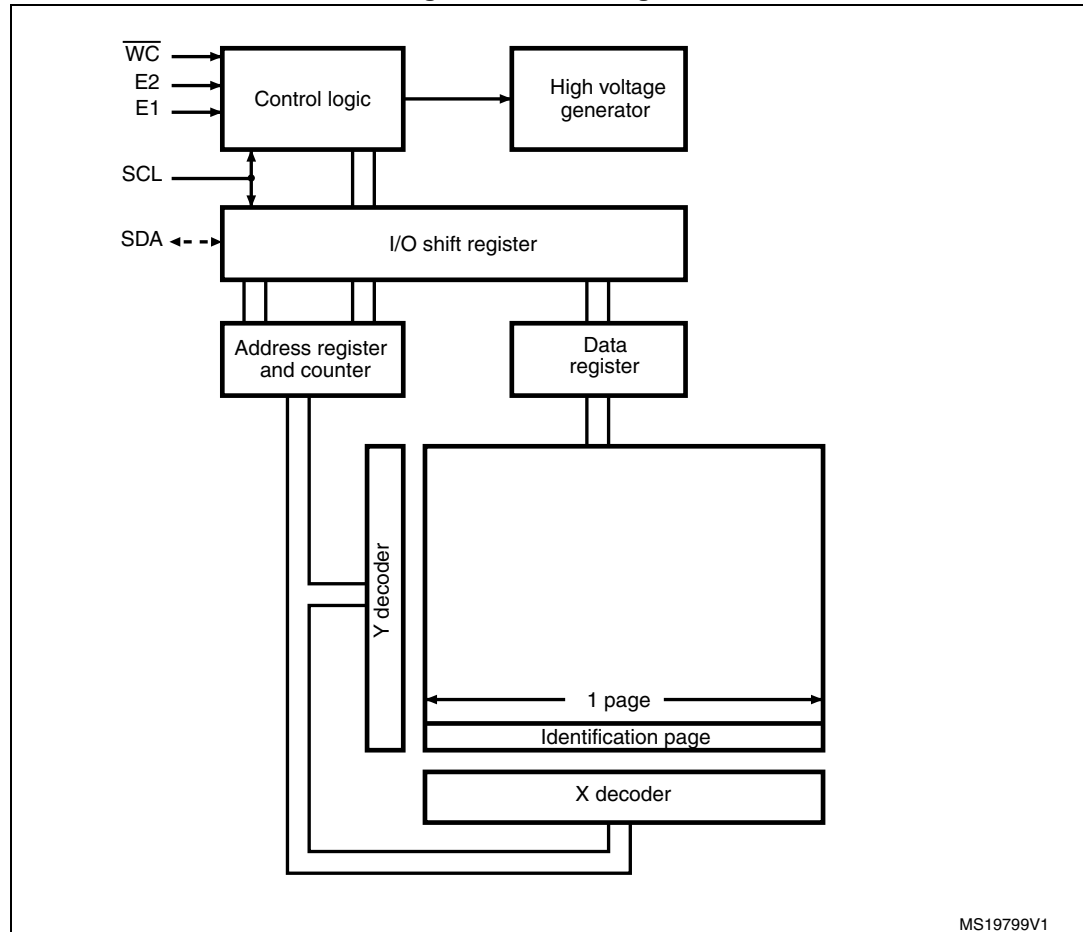 W̅C̅
E2
E1
Control logic
High voltage
generator
SCL
SDA
I/O shift register
Address register
and counter
Data
register
Y decoder
1 page
Identification page
X decoder
MS19799V1